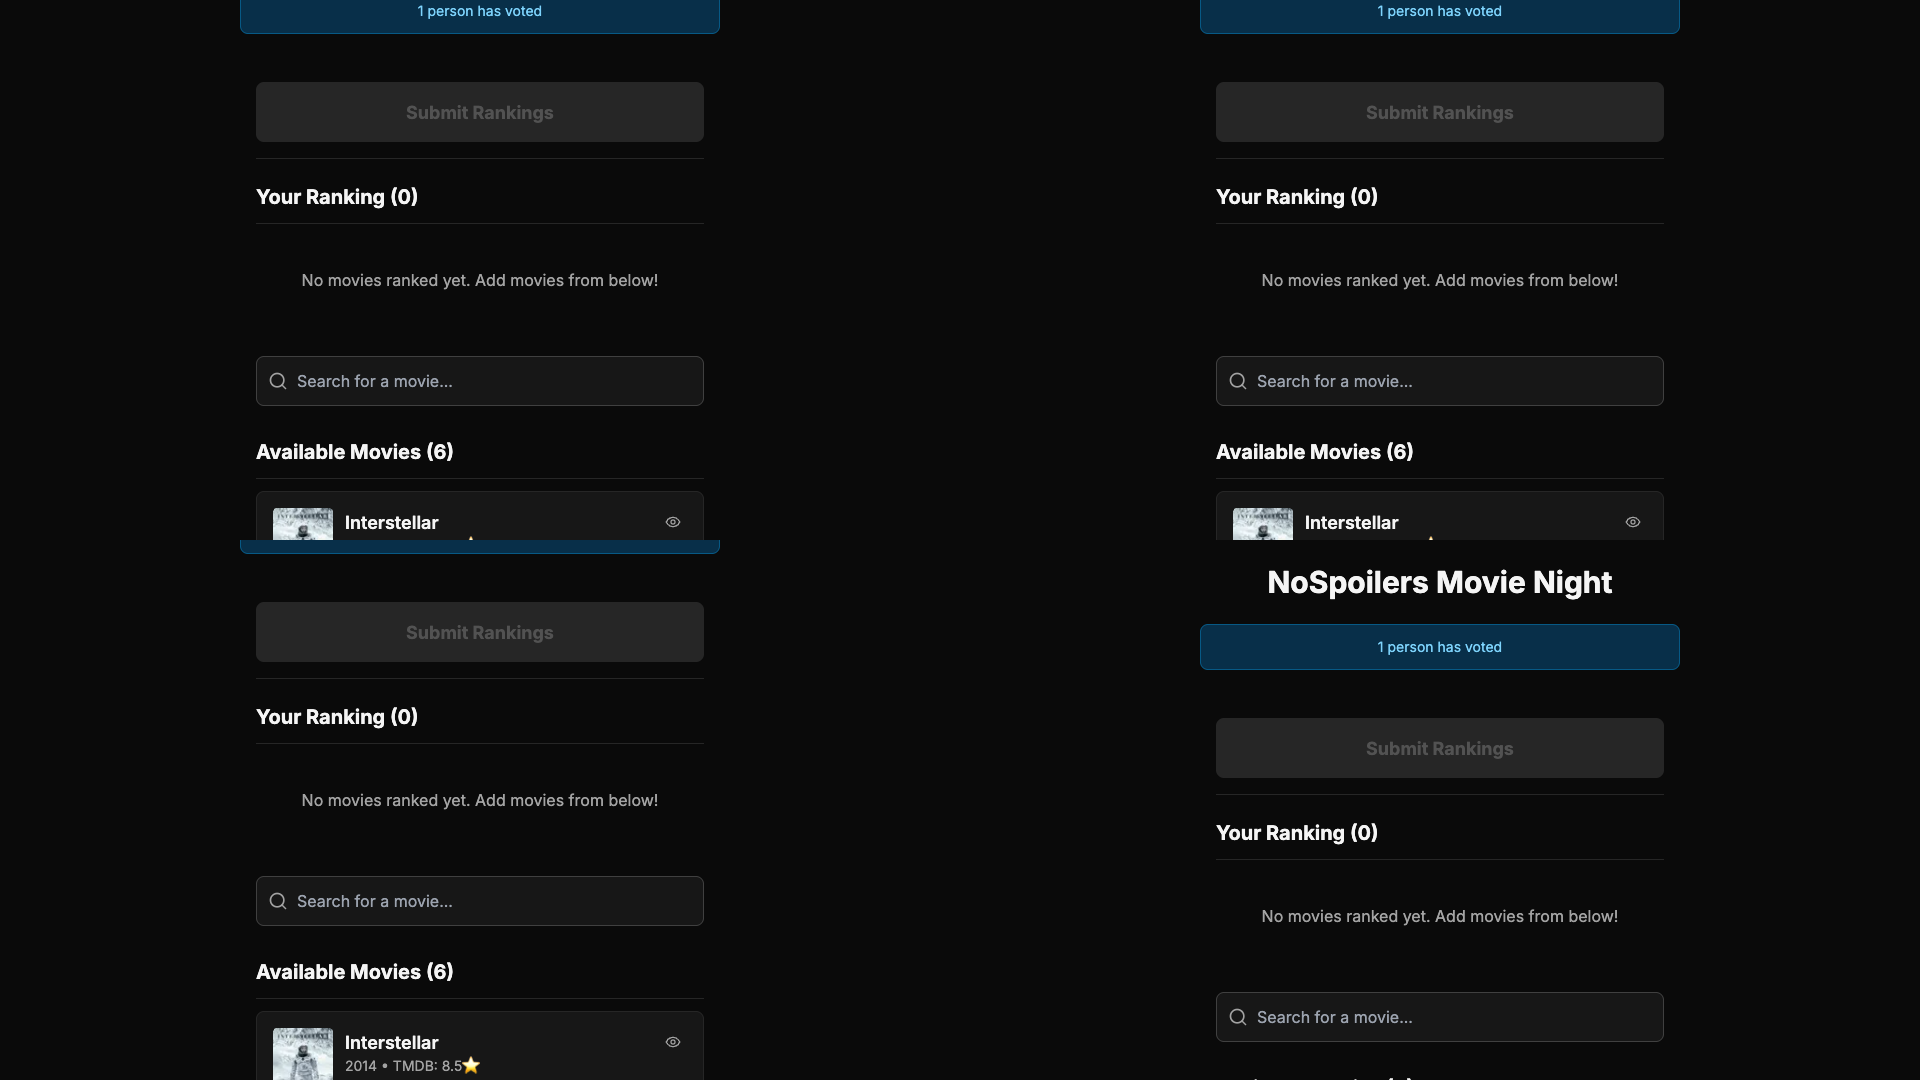 1 person has voted
Submit Rankings
Your Ranking (0)
No movies ranked yet. Add movies from below!
Search for a movie...
Available Movies (6)
Interstellar
1 person has voted
Submit Rankings
Your Ranking (0)
No movies ranked yet. Add movies from below!
Search for a movie...
Available Movies (6)
Interstellar
Submit Rankings
Your Ranking (0)
No movies ranked yet. Add movies from below!
Search for a movie...
Available Movies (6)
Interstellar
2014 • TMDB: 8.5⭐
NoSpoilers Movie Night
1 person has voted
Submit Rankings
Your Ranking (0)
No movies ranked yet. Add movies from below!
Search for a movie...